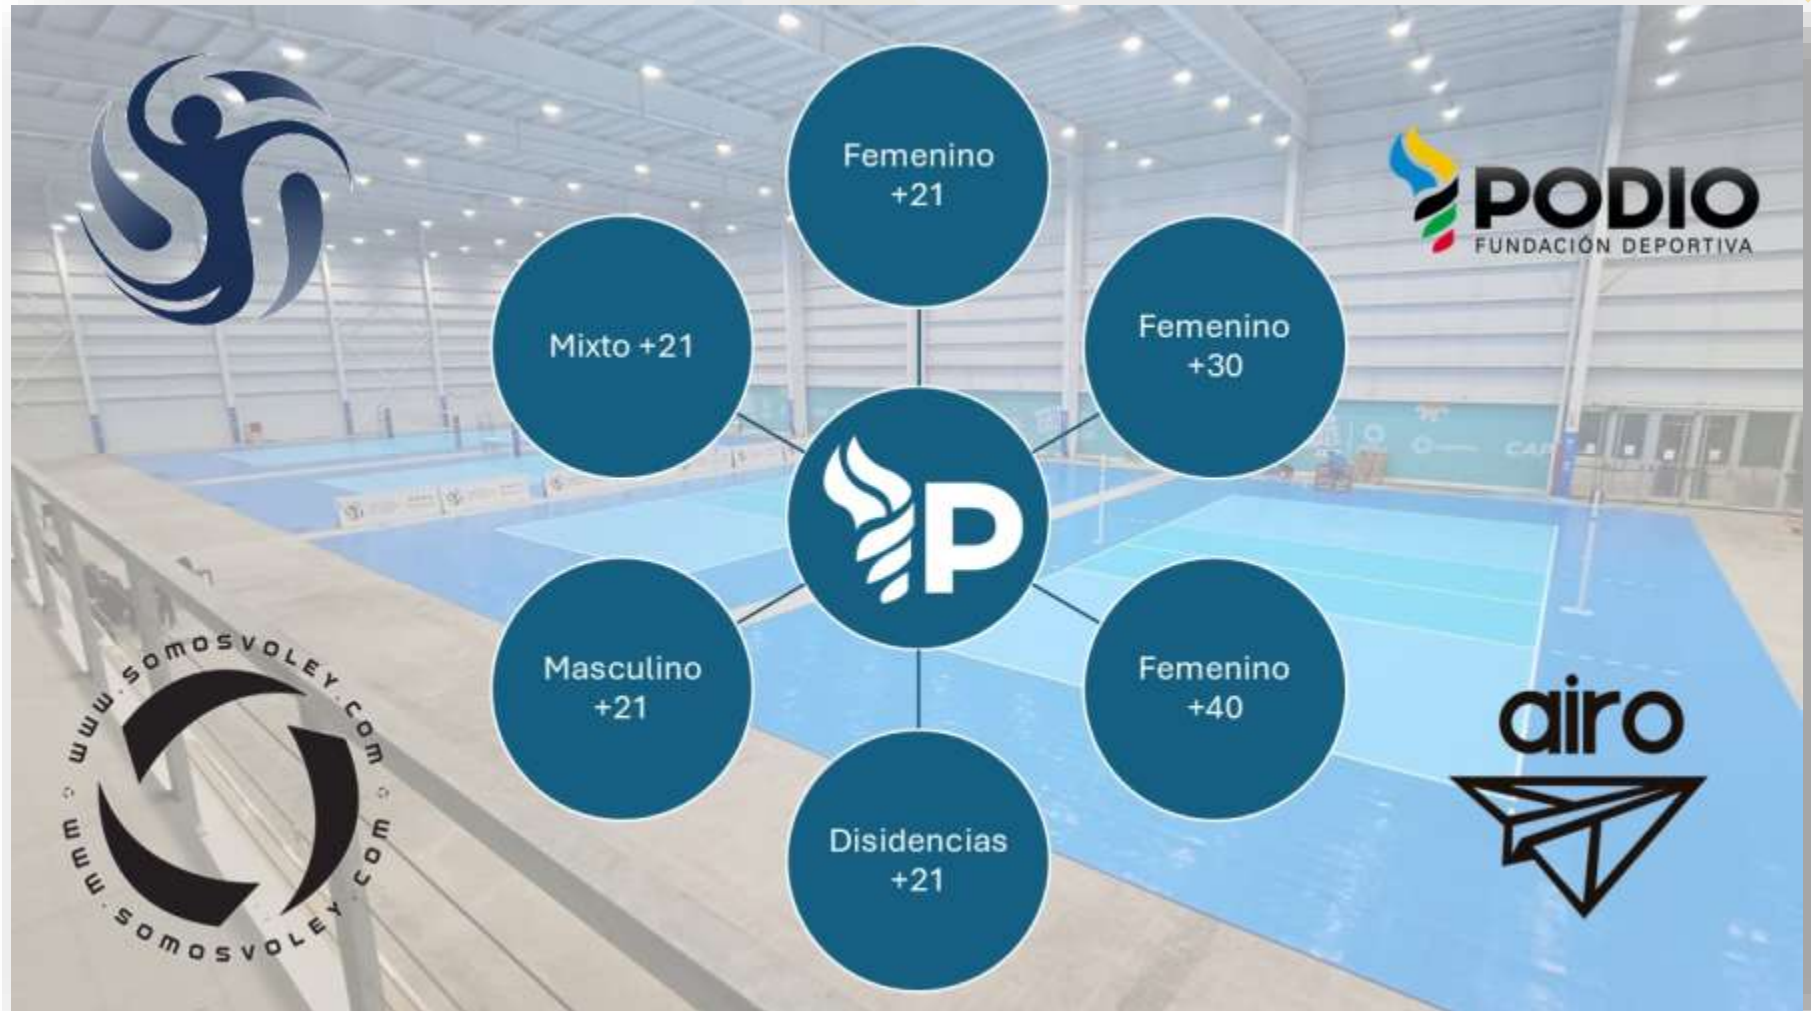 Femenino
+21
Femenino
+30
Femenino
+40
Disidencias
+21
Masculino
+21
Mixto +21
P
PODIO
FUNDACIÓN DEPORTIVA
www.somosvoley.com
www.somosvoley.com
airo
CAP